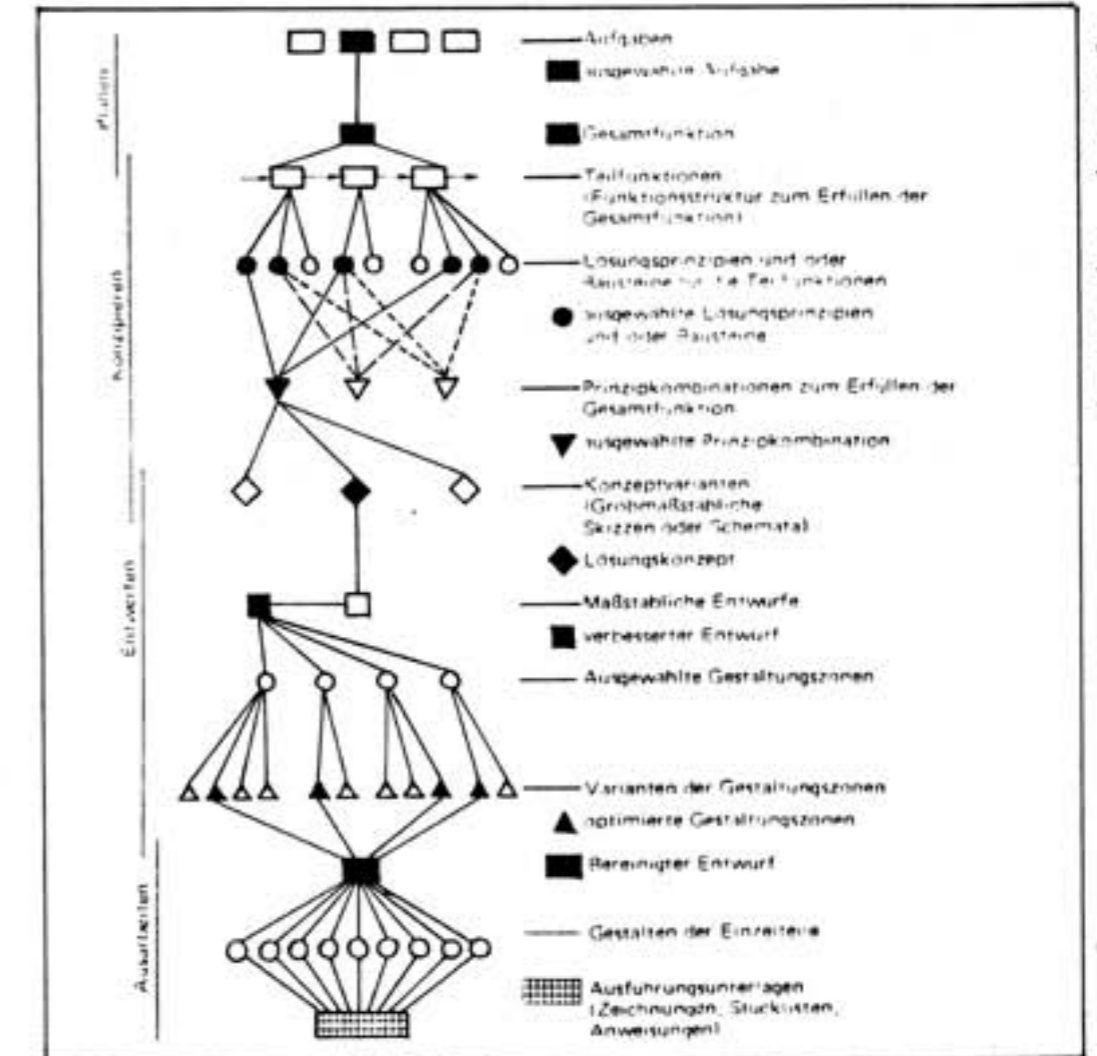 Aufgaben
ausgewählte Aufgabe
Planen
Gesamtfunktion
Teilfunktionen
(Funktionsstruktur zum Erfüllen der
Gesamtfunktion)
Konzipieren
Lösungsprinzipien und oder
Bausteine für die Teilfunktionen
ausgewählte Lösungsprinzipien
und oder Bausteine
Prinzipkombinationen zum Erfüllen der
Gesamtfunktion
ausgewählte Prinzipkombination
Konzeptvarianten
(Grobmaßstäbliche
Skizzen oder Schemata)
Lösungskonzept
Entwerfen
Maßstäbliche Entwürfe
verbesserter Entwurf
Ausgewählte Gestaltungszonen
Varianten der Gestaltungszonen
optimierte Gestaltungszonen
Bereinigter Entwurf
Ausarbeiten
Gestalten der Einzelteile
Ausführungsunterlagen
(Zeichnungen, Stücklisten,
Anweisungen)